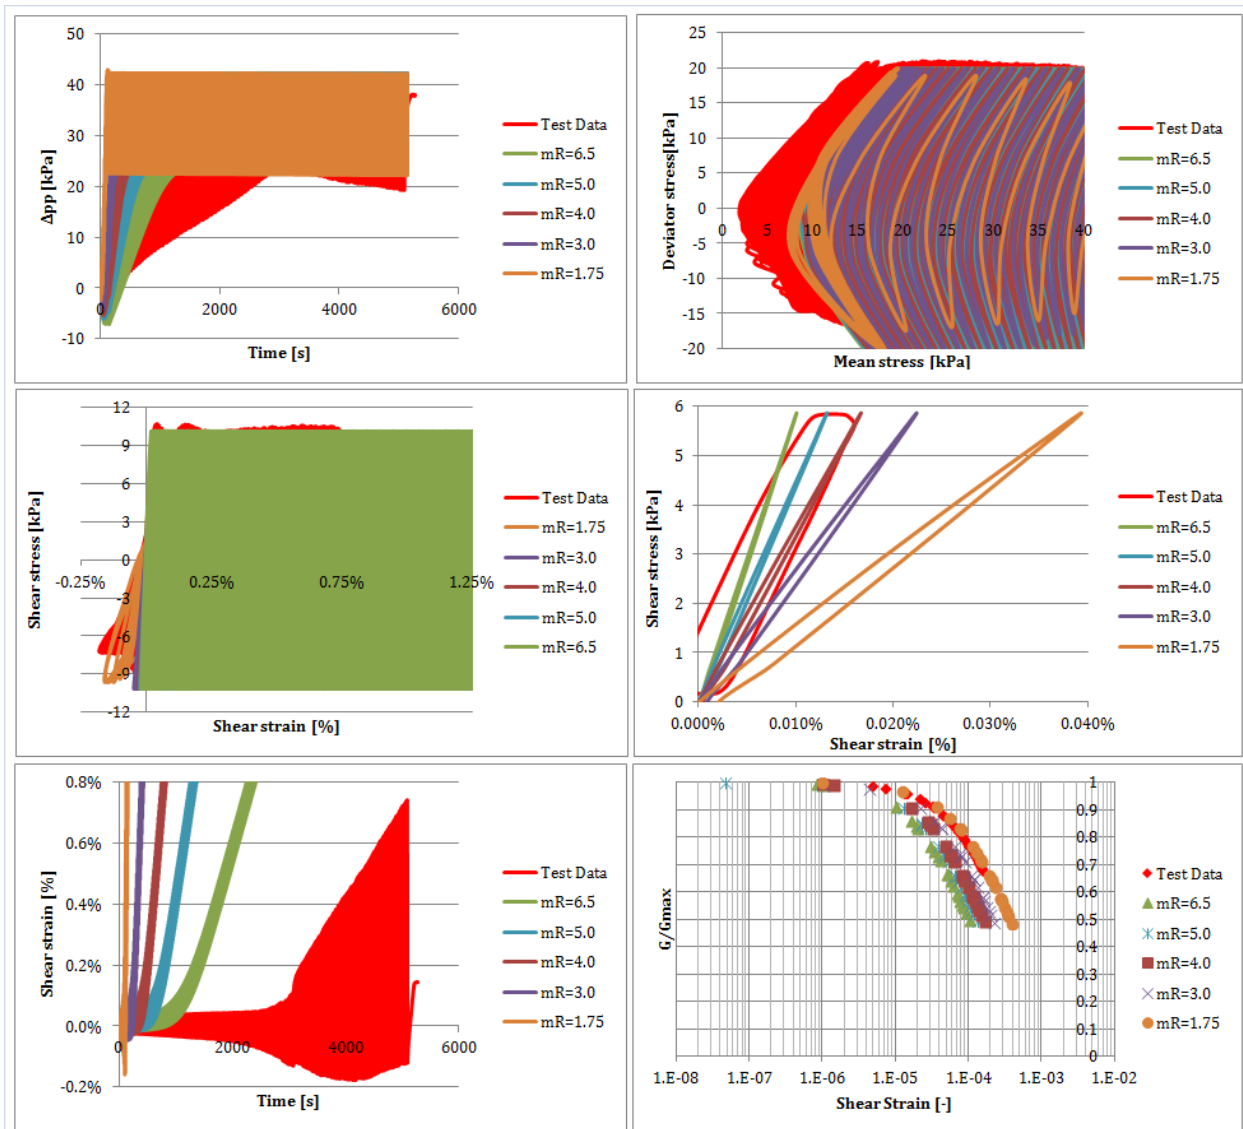 50
40
30
20
10
0
-10
Δpp [kPa]
0
2000
4000
6000
Time [s]
Test Data
mR=6.5
mR=5.0
mR=4.0
mR=3.0
mR=1.75
25
20
15
10
5
0
-5
-10
-15
-20
Deviator stress[kPa]
0 5 10 15 20 25 30 35 40
Mean stress [kPa]
Test Data
mR=6.5
mR=5.0
mR=4.0
mR=3.0
mR=1.75
12
9
6
3
0
-3
-6
-9
-12
Shear stress [kPa]
-0.25% 0.25% 0.75% 1.25%
Shear strain [%]
Test Data
mR=1.75
mR=3.0
mR=4.0
mR=5.0
mR=6.5
6
5
4
3
2
1
0
Shear stress [kPa]
0.000% 0.010% 0.020% 0.030% 0.040%
Shear strain [%]
Test Data
mR=6.5
mR=5.0
mR=4.0
mR=3.0
mR=1.75
0.8%
0.6%
0.4%
0.2%
0.0%
-0.2%
Shear strain [%]
0 2000 4000 6000
Time [s]
Test Data
mR=6.5
mR=5.0
mR=4.0
mR=3.0
mR=1.75
1
0.9
0.8
0.7
0.6
0.5
0.4
0.3
0.2
0.1
0
G/Gmax
1.E-08 1.E-07 1.E-06 1.E-05 1.E-04 1.E-03 1.E-02
Shear Strain [-]
Test Data
mR=6.5
mR=5.0
mR=4.0
mR=3.0
mR=1.75